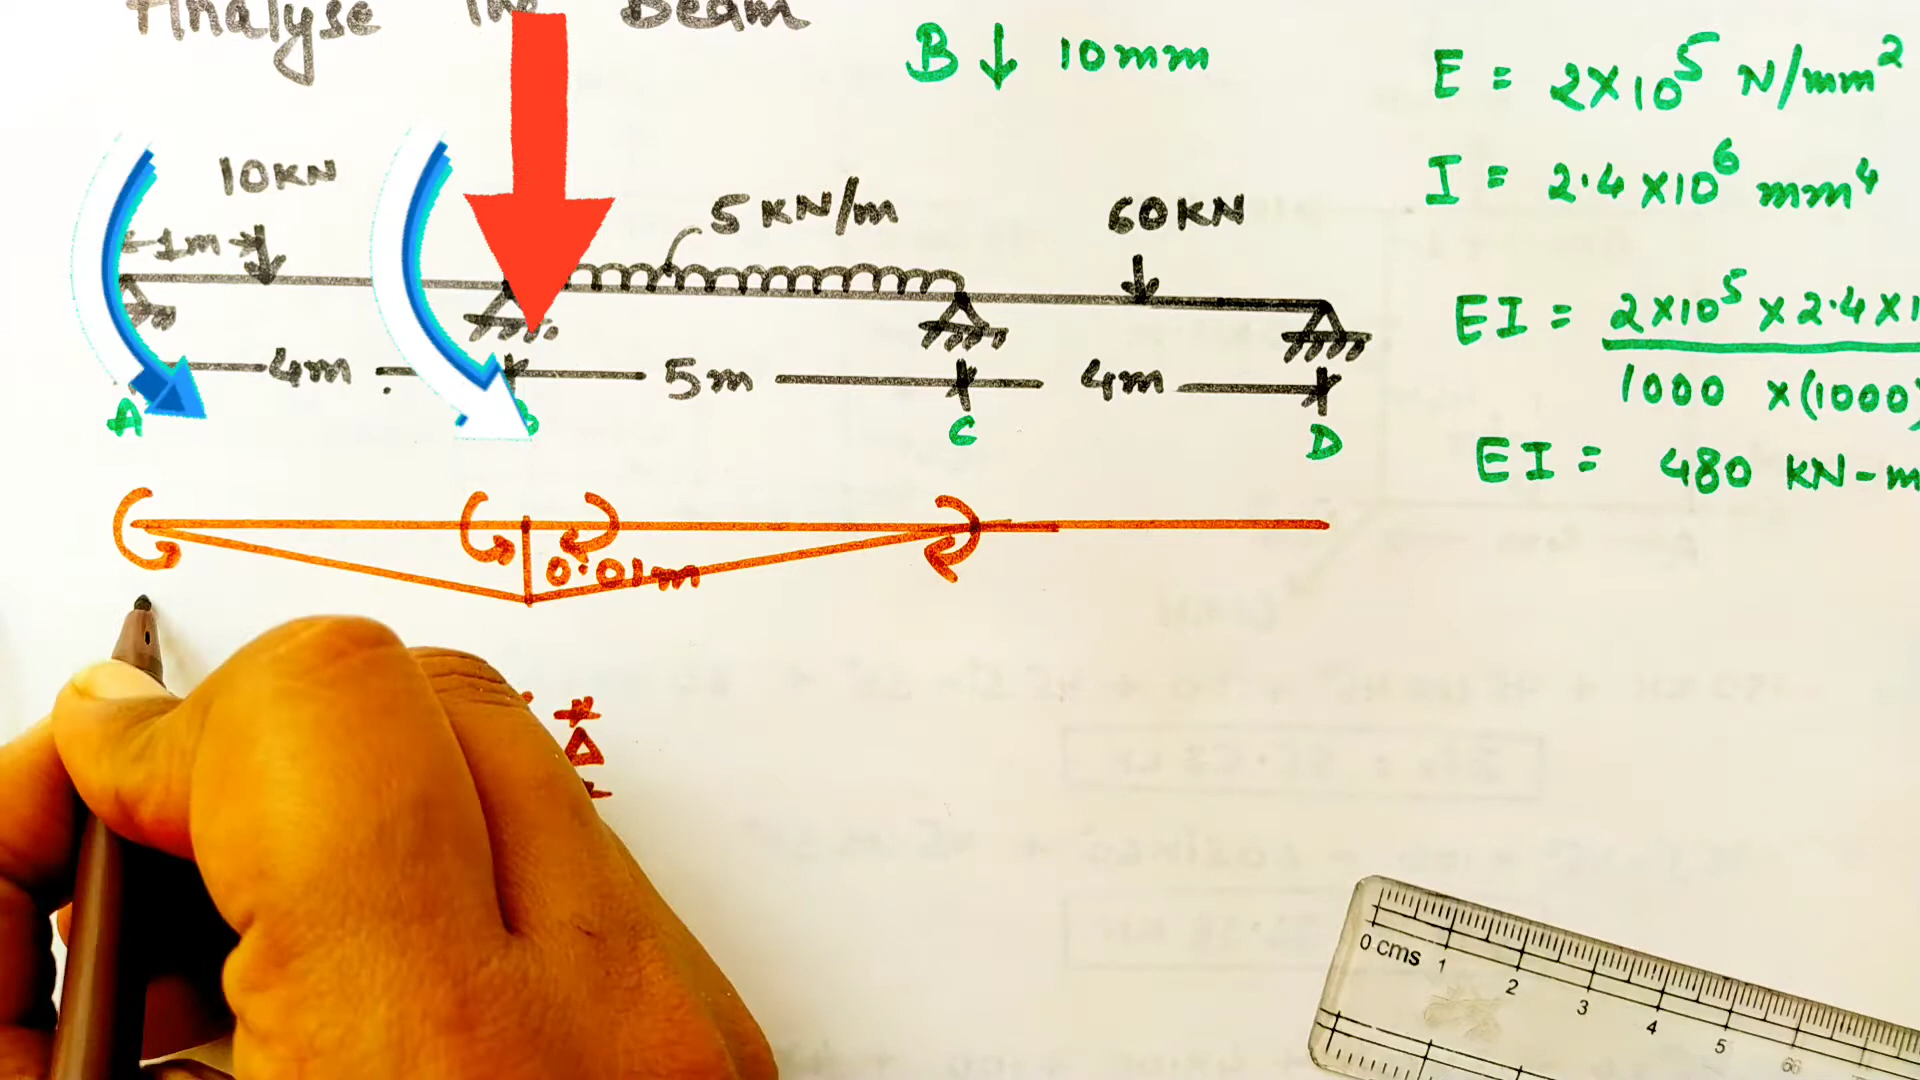 Analyse The Beam
B ↓ 10mm
E = 2×10⁵ N/mm²
I = 2.4×10⁶ mm⁴
10KN
1m
5KN/m
60KN
EI = 2×10⁵ × 2.4×1
1000 ×(1000)
4m
5m
4m
A
C
D
EI = 480 KN-m
0.01m
Δ
0 cms 1 2 3 4 5